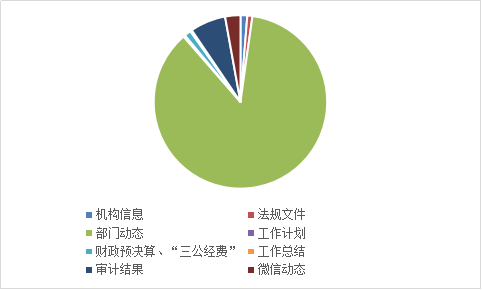 机构信息 法规文件
部门动态 工作计划
财政预决算、“三公经费” 工作总结
审计结果 微信动态